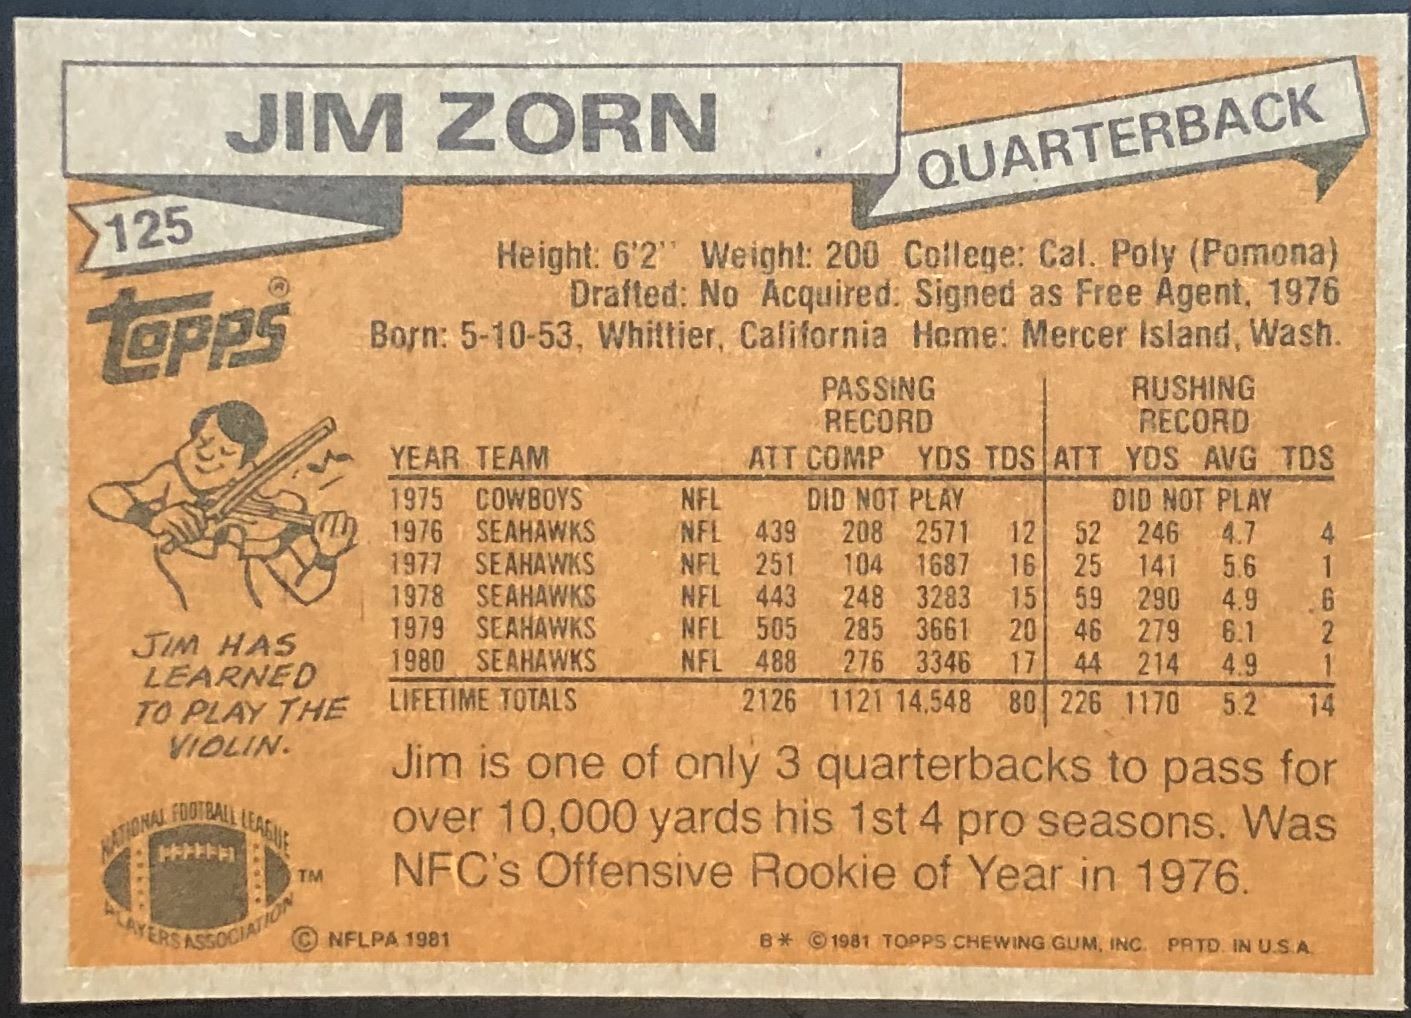 JIM ZORN
QUARTERBACK
125
Topps®
Height: 6'2" Weight: 200 College: Cal. Poly (Pomona)
Drafted: No Acquired: Signed as Free Agent, 1976
Born: 5-10-53, Whittier, California Home: Mercer Island, Wash.
PASSING RUSHING
RECORD RECORD
YEAR TEAM ATT COMP YDS TDS ATT YDS AVG TDS
1975 COWBOYS NFL DID NOT PLAY DID NOT PLAY
1976 SEAHAWKS NFL 439 208 2571 12 52 246 4.7 4
1977 SEAHAWKS NFL 251 104 1687 16 25 141 5.6 1
1978 SEAHAWKS NFL 443 248 3283 15 59 290 4.9 6
1979 SEAHAWKS NFL 505 285 3661 20 46 279 6.1 2
1980 SEAHAWKS NFL 488 276 3346 17 44 214 4.9 1
LIFETIME TOTALS 2126 1121 14,548 80 226 1170 5.2 14
JIM HAS
LEARNED
TO PLAY THE
VIOLIN.
Jim is one of only 3 quarterbacks to pass for
over 10,000 yards his 1st 4 pro seasons. Was
NFC's Offensive Rookie of Year in 1976.
NATIONAL FOOTBALL LEAGUE
PLAYERS ASSOCIATION
TM
© NFLPA 1981
B* ©1981 TOPPS CHEWING GUM, INC. PRTD. IN U.S.A.